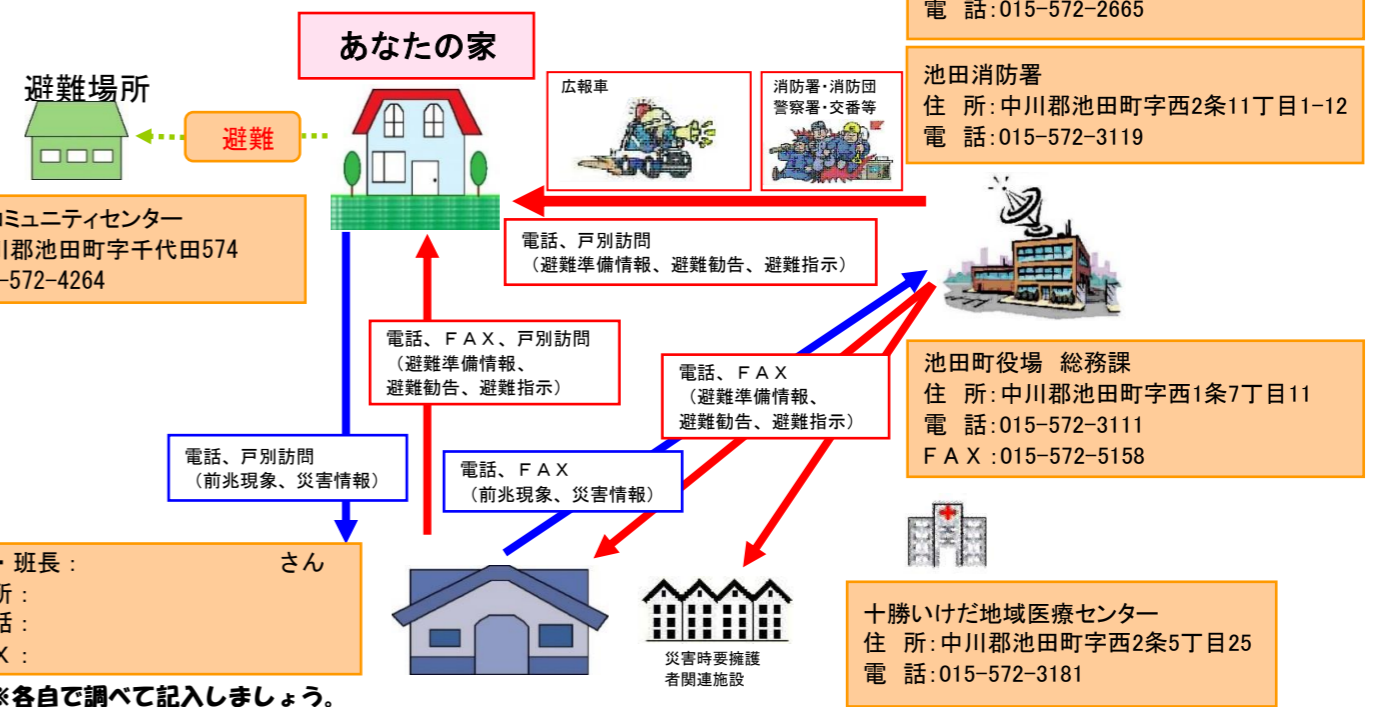 電　話：015-572-2665
あなたの家
避難場所
避難
広報車
消防署・消防団
警察署・交番等
池田消防署
住　所：中川郡池田町字西2条11丁目1-12
電　話：015-572-3119
コミュニティセンター
川郡池田町字千代田574
-572-4264
電話、戸別訪問
（避難準備情報、避難勧告、避難指示）
電話、ＦＡＸ、戸別訪問
（避難準備情報、
避難勧告、避難指示）
電話、ＦＡＸ
（避難準備情報、
避難勧告、避難指示）
池田町役場　総務課
住　所：中川郡池田町字西1条7丁目11
電　話：015-572-3111
ＦＡＸ：015-572-5158
電話、戸別訪問
（前兆現象、災害情報）
電話、ＦＡＸ
（前兆現象、災害情報）
・班長：　　　　　　　　さん
所：
話：
Ｘ：
※各自で調べて記入しましょう。
災害時要擁護
者関連施設
十勝いけだ地域医療センター
住　所：中川郡池田町字西2条5丁目25
電　話：015-572-3181